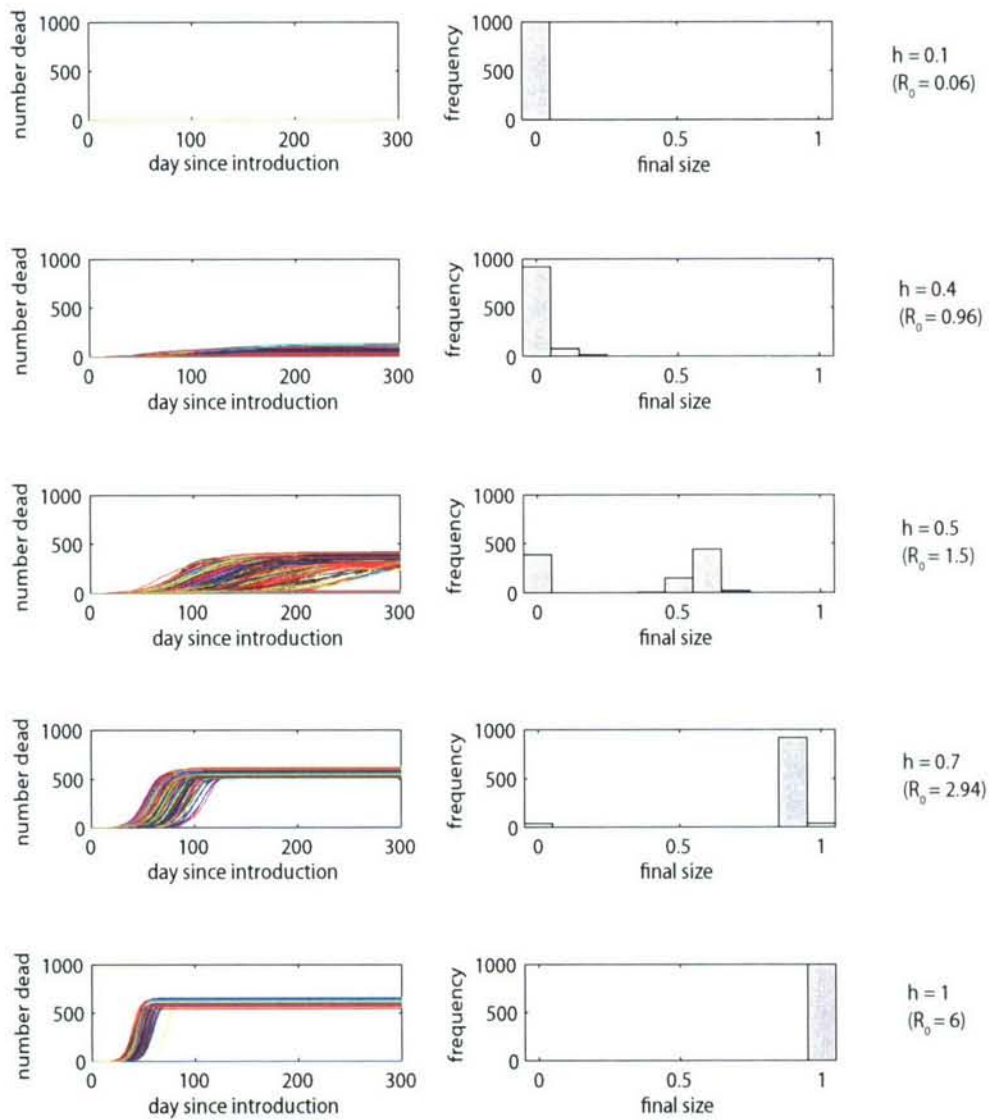 number dead
1000
500
0
0 100 200 300
day since introduction
frequency
1000
500
0
0 0.5 1
final size
h = 0.1
(R0 = 0.06)
number dead
1000
500
0
0 100 200 300
day since introduction
frequency
1000
500
0
0 0.5 1
final size
h = 0.4
(R0 = 0.96)
number dead
1000
500
0
0 100 200 300
day since introduction
frequency
1000
500
0
0 0.5 1
final size
h = 0.5
(R0 = 1.5)
number dead
1000
500
0
0 100 200 300
day since introduction
frequency
1000
500
0
0 0.5 1
final size
h = 0.7
(R0 = 2.94)
number dead
1000
500
0
0 100 200 300
day since introduction
frequency
1000
500
0
0 0.5 1
final size
h = 1
(R0 = 6)